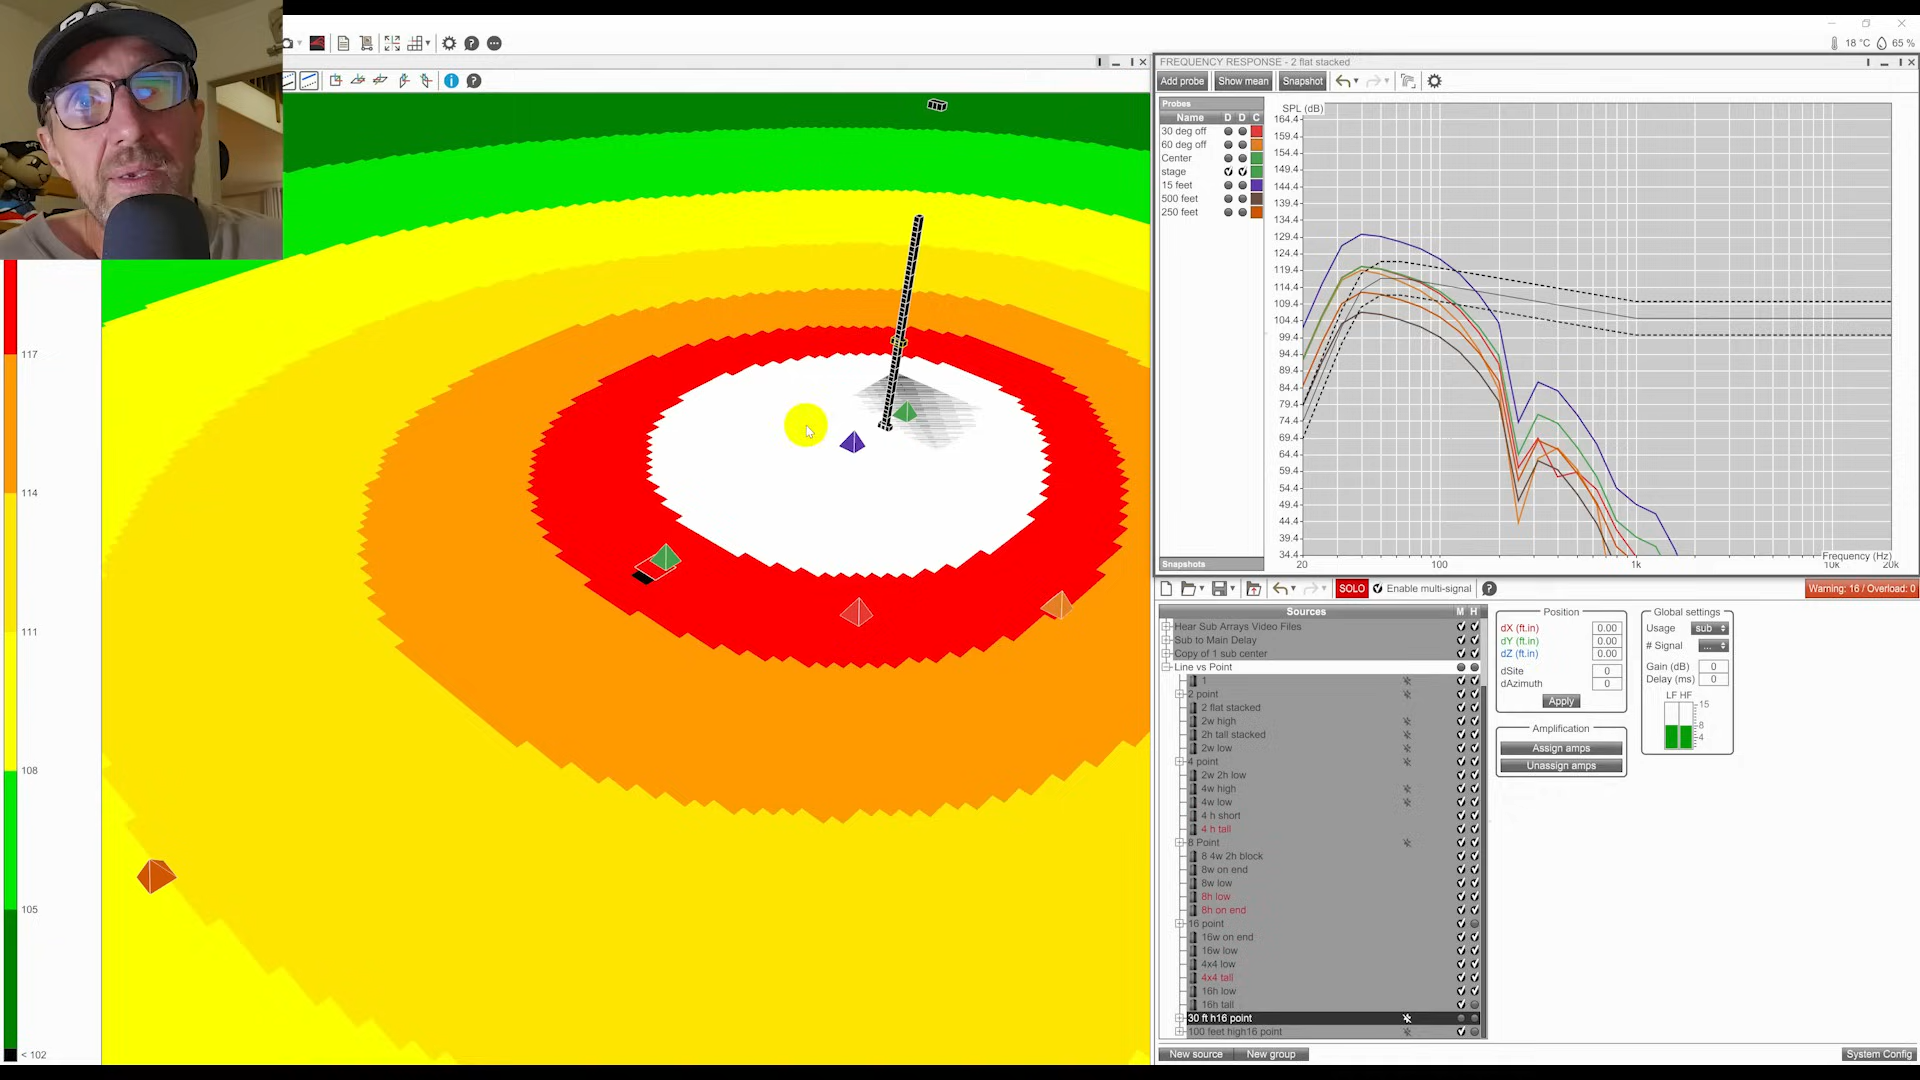 18 °C 65 %
FREQUENCY RESPONSE - 2 flat stacked
Add probe Show mean Snapshot
Probes
Name D D C
30 deg off
60 deg off
Center
stage
15 feet
500 feet
250 feet
Snapshots
SPL (dB)
164.4
159.4
154.4
149.4
144.4
139.4
134.4
129.4
124.4
119.4
114.4
109.4
104.4
99.4
94.4
89.4
84.4
79.4
74.4
69.4
64.4
59.4
54.4
49.4
44.4
39.4
34.4
Frequency (Hz)
20 100 1k 10k 20k
117
114
111
108
105
< 102
SOLO Enable multi-signal Warning: 16 / Overload: 0
Sources M H
Hear Sub Arrays Video Files
Sub to Main Delay
Copy of 1 sub center
Line vs Point
1
2 point
2 flat stacked
2w high
2h tall stacked
2w low
4 point
2w 2h low
4w high
4w low
4 h short
4 h tall
8 Point
8 4w 2h block
8w on end
8w low
8h low
8h on end
16 point
16w on end
16w low
4x4 low
4x4 tall
16h low
16h tall
30 ft h16 point
100 feet high16 point
New source New group
Position
dX (ft.in) 0.00
dY (ft.in) 0.00
dZ (ft.in) 0.00
dSite 0
dAzimuth 0
Apply
Amplification
Assign amps
Unassign amps
Global settings
Usage sub
# Signal ...
Gain (dB) 0
Delay (ms) 0
LF HF
15
8
4
System Config